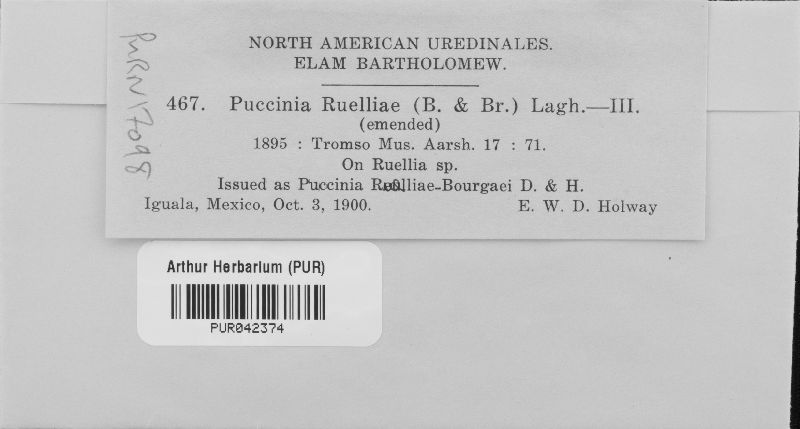 PURN17098
NORTH AMERICAN UREDINALES.
ELAM BARTHOLOMEW.
467. Puccinia Ruelliae (B. & Br.) Lagh.—III.
(emended)
1895 : Tromso Mus. Aarsh. 17 : 71.
On Ruellia sp.
Issued as Puccinia Ruelliae-Bourgaei D. & H.
Iguala, Mexico, Oct. 3, 1900. E. W. D. Holway
Arthur Herbarium (PUR)
PUR042374